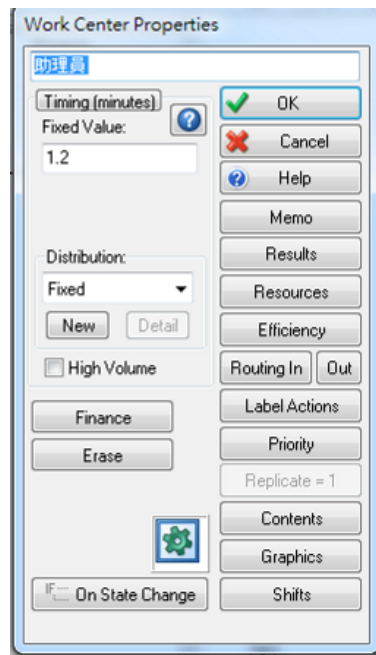 Work Center Properties
助理員
Timing (minutes)
Fixed Value:
1.2
Distribution:
Fixed
New
Detail
High Volume
Finance
Erase
IF
On State Change
OK
Cancel
Help
Memo
Results
Resources
Efficiency
Routing In
Out
Label Actions
Priority
Replicate = 1
Contents
Graphics
Shifts